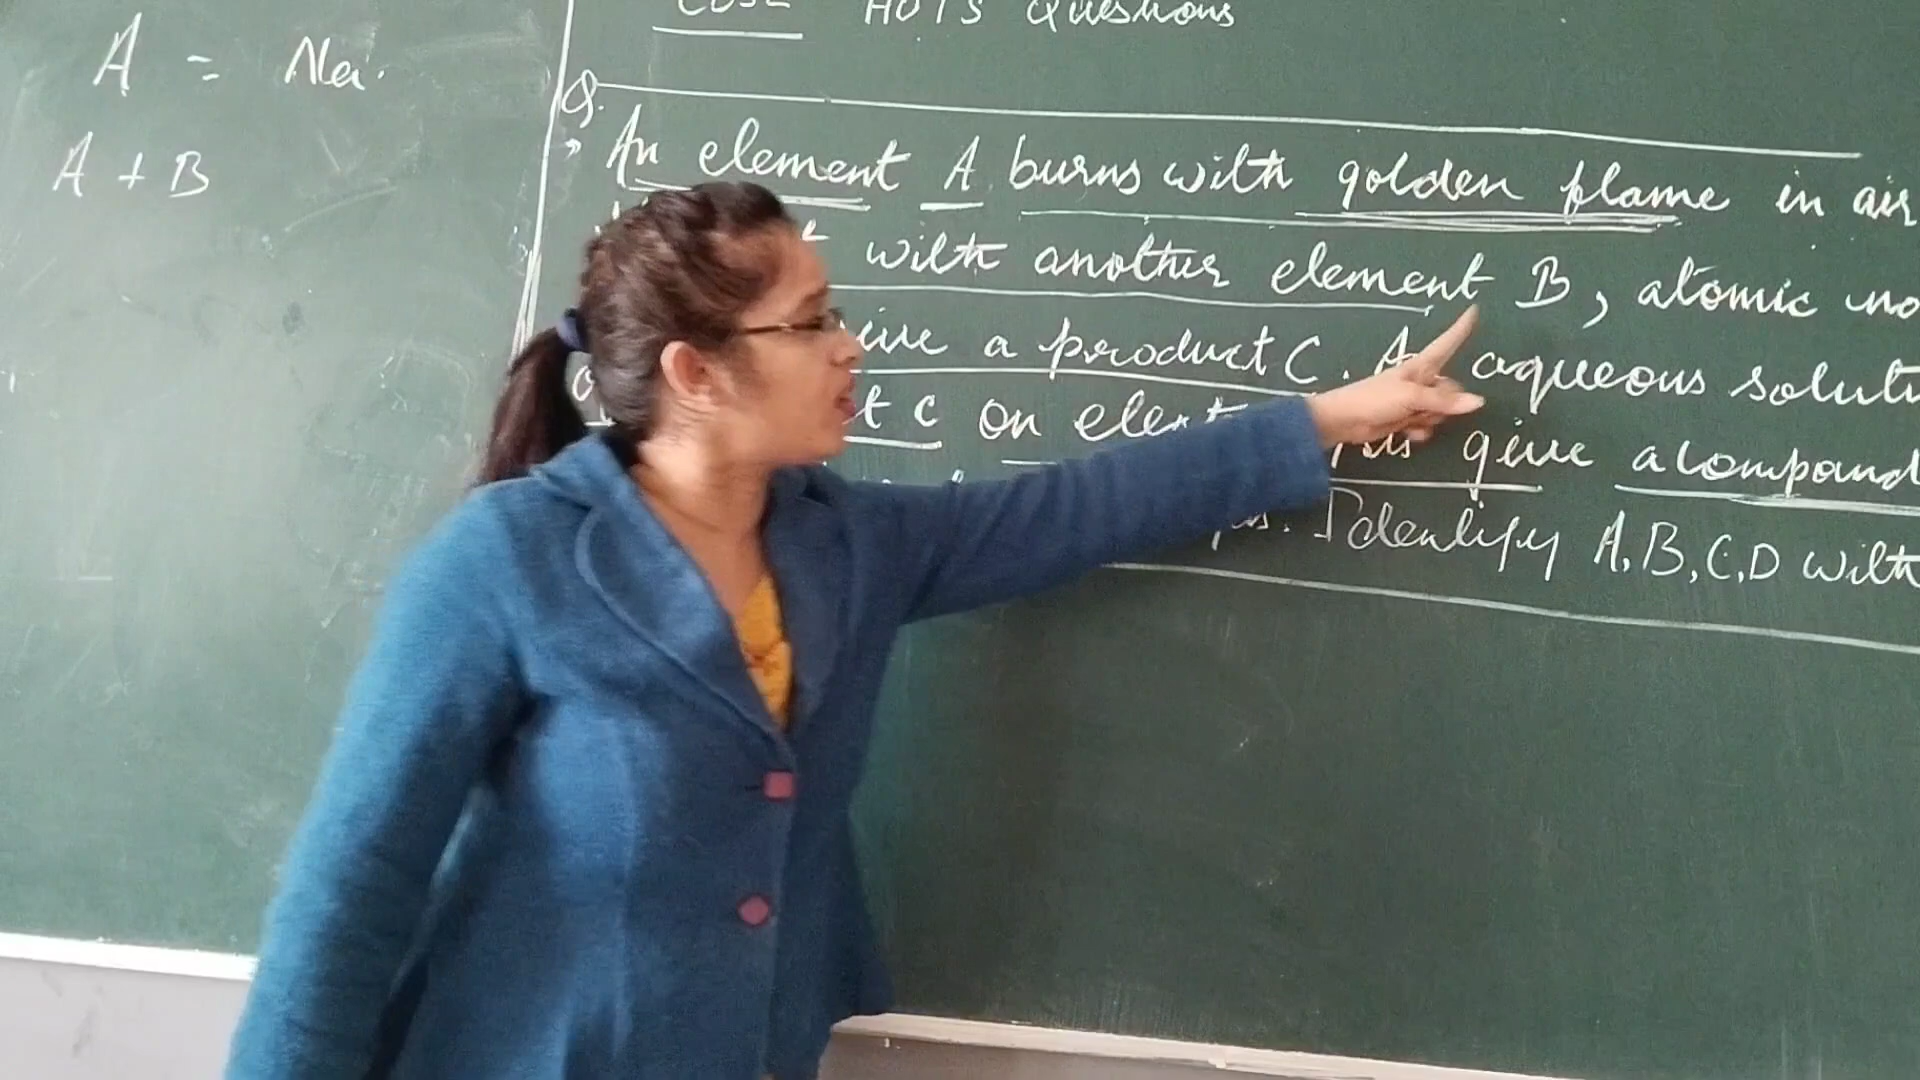 A = Na.
A + B
HOTS Questions
Q.
An element A burns with golden flame in air
with another element B, atomic no
a product C. aqueous soluti
C on give a compound
Identify A, B, C, D with